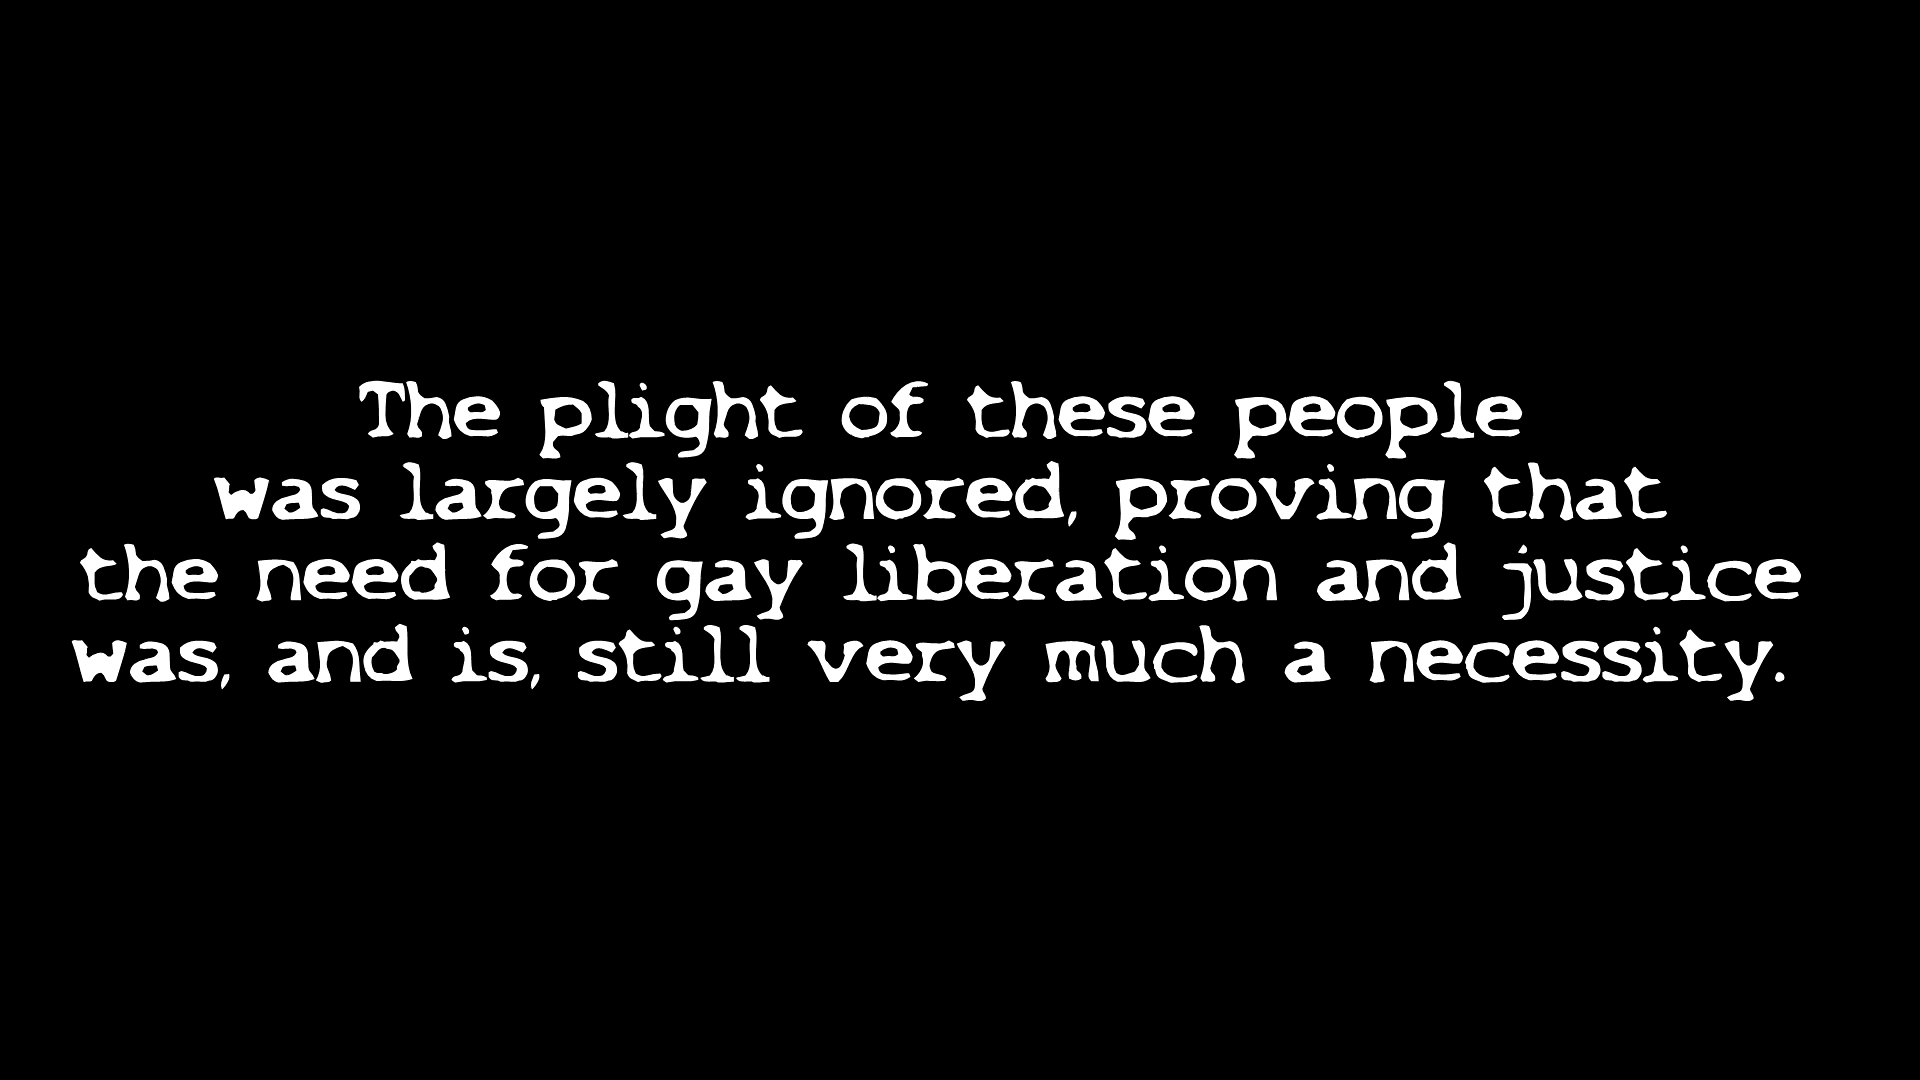 The plight of these people
was largely ignored, proving that
the need for gay liberation and justice
was, and is, still very much a necessity.